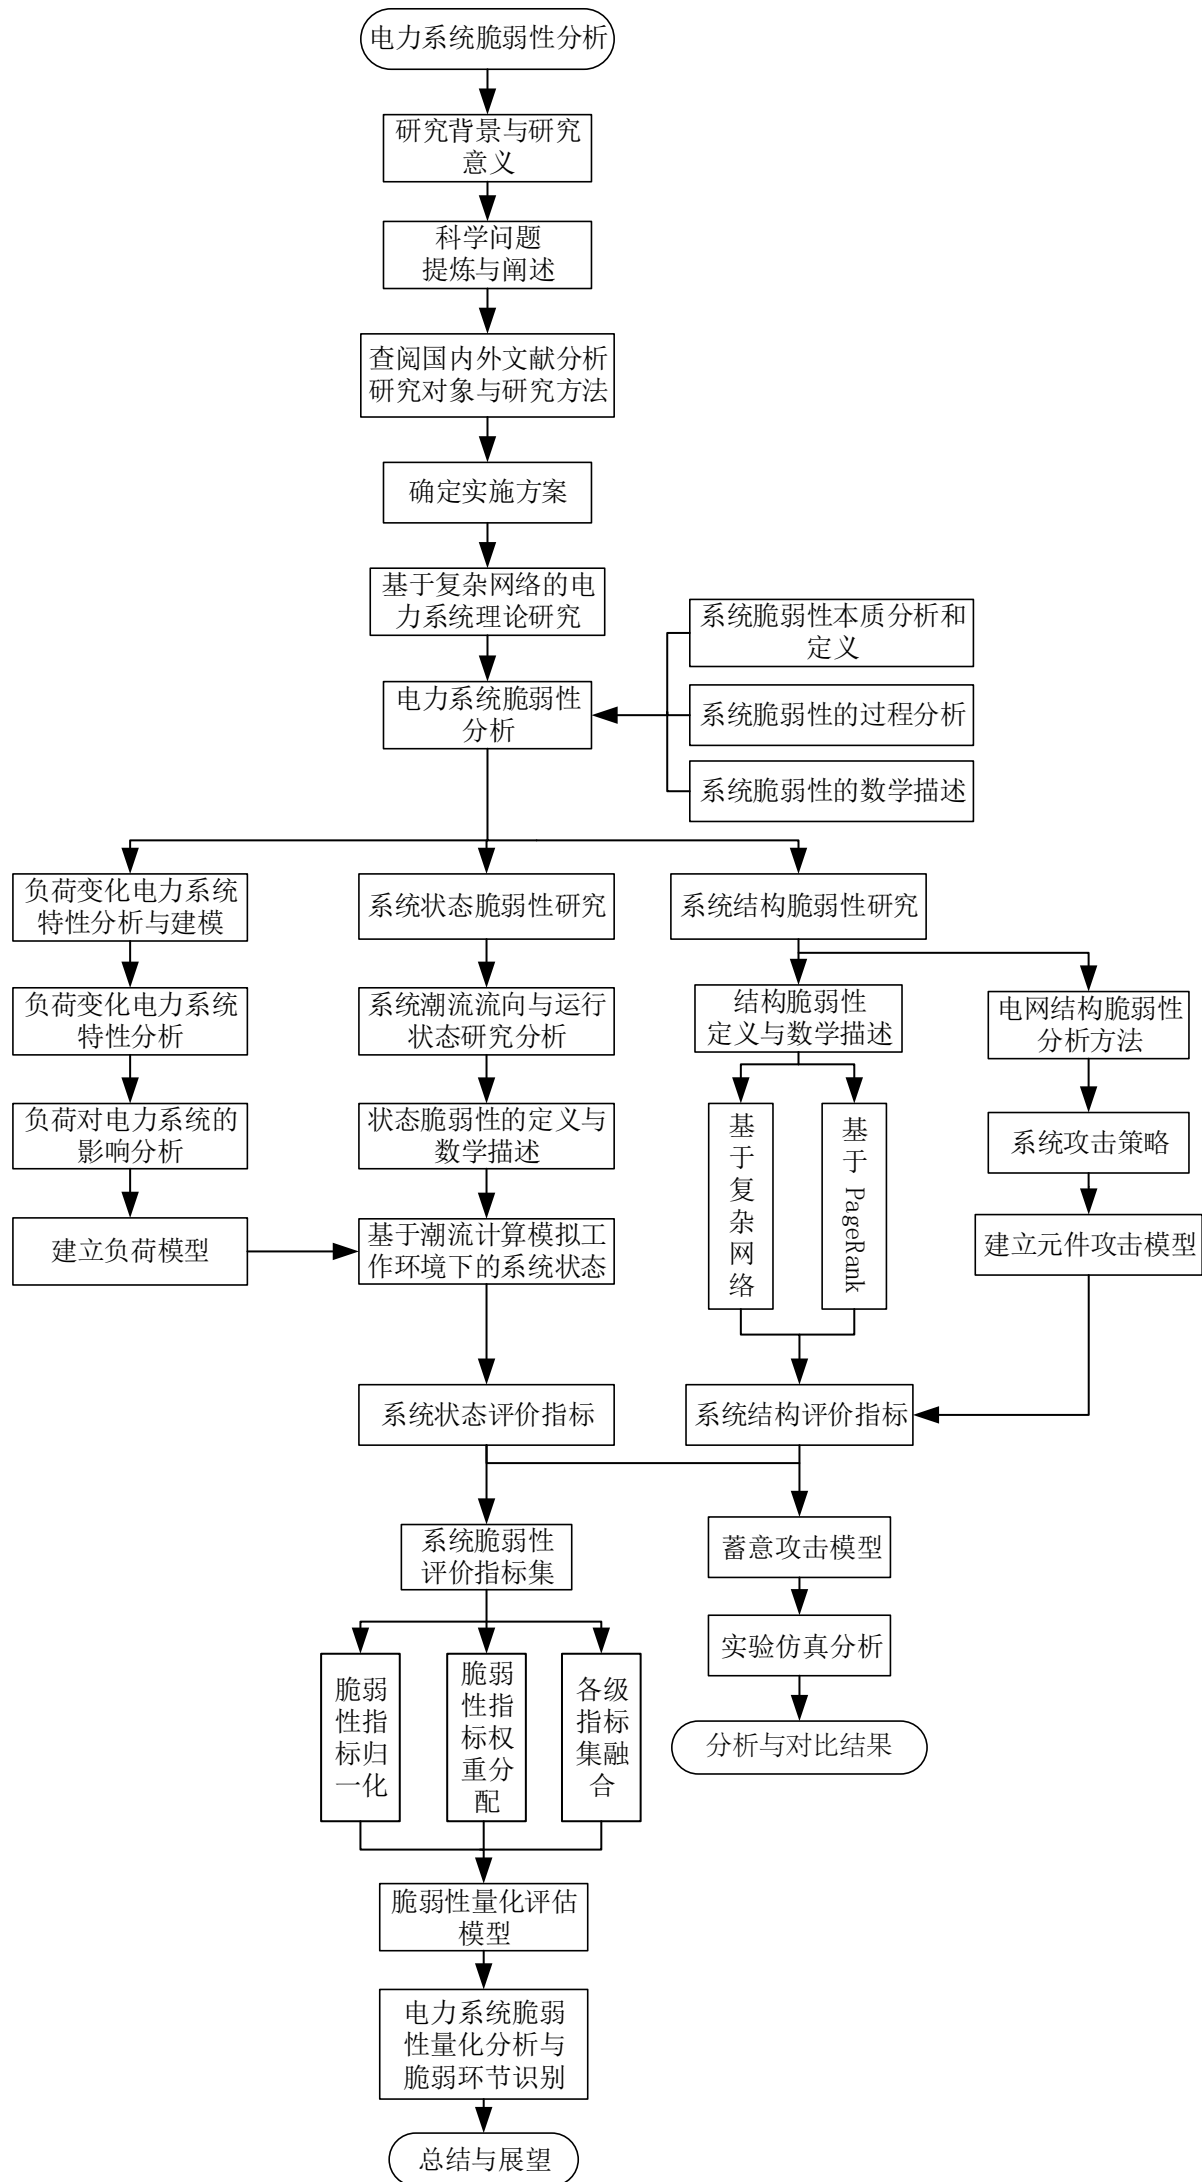 电力系统脆弱性分析
研究背景与研究
意义
科学问题
提炼与阐述
查阅国内外文献分析
研究对象与研究方法
确定实施方案
基于复杂网络的电
力系统理论研究
系统脆弱性本质分析和
定义
电力系统脆弱性
分析
系统脆弱性的过程分析
系统脆弱性的数学描述
负荷变化电力系统
特性分析与建模
系统状态脆弱性研究
系统结构脆弱性研究
负荷变化电力系统
特性分析
系统潮流流向与运行
状态研究分析
结构脆弱性
定义与数学描述
电网结构脆弱性
分析方法
负荷对电力系统的
影响分析
状态脆弱性的定义与
数学描述
基于复杂网络
基于 PageRank
系统攻击策略
建立负荷模型
基于潮流计算模拟工
作环境下的系统状态
建立元件攻击模型
系统状态评价指标
系统结构评价指标
系统脆弱性
评价指标集
蓄意攻击模型
实验仿真分析
脆弱
性指
标归
一化
脆弱
性指
标权
重分
配
各级
指标
集融
合
分析与对比结果
脆弱性量化评估
模型
电力系统脆弱
性量化分析与
脆弱环节识别
总结与展望